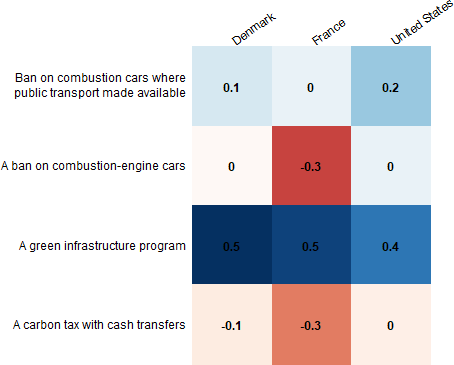 Denmark France United States
Ban on combustion cars where
public transport made available
0.1 0 0.2
A ban on combustion-engine cars
0 -0.3 0
A green infrastructure program
0.5 0.5 0.4
A carbon tax with cash transfers
-0.1 -0.3 0